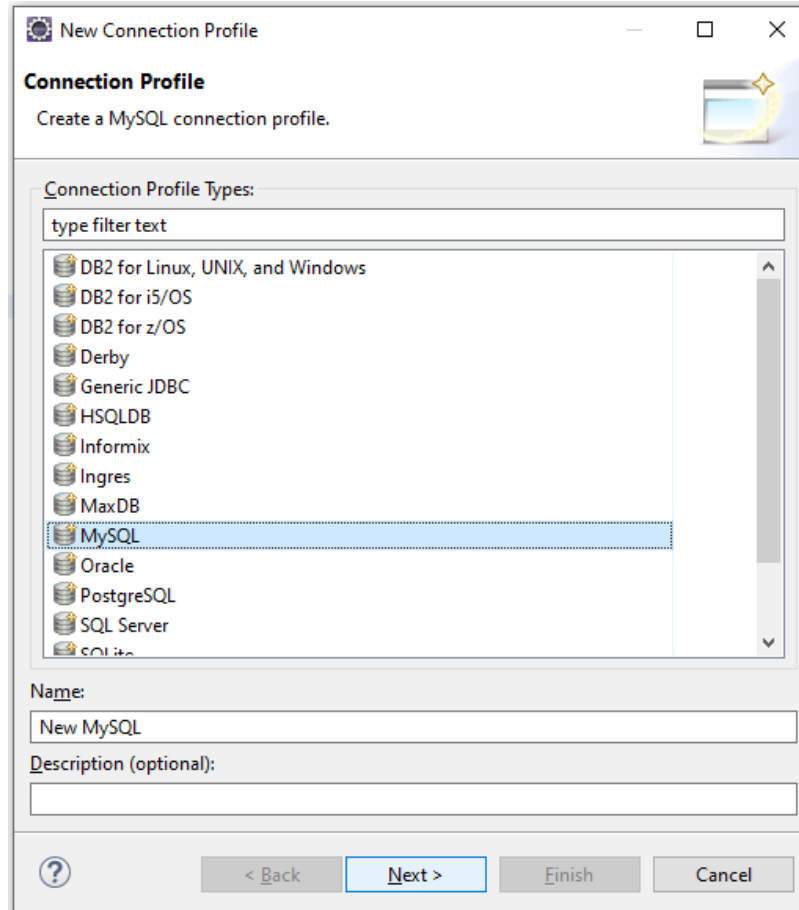 New Connection Profile
Connection Profile
Create a MySQL connection profile.
Connection Profile Types:
type filter text
DB2 for Linux, UNIX, and Windows
DB2 for i5/OS
DB2 for z/OS
Derby
Generic JDBC
HSQLDB
Informix
Ingres
MaxDB
MySQL
Oracle
PostgreSQL
SQL Server
SQLite
Name:
New MySQL
Description (optional):
?
< Back
Next >
Finish
Cancel